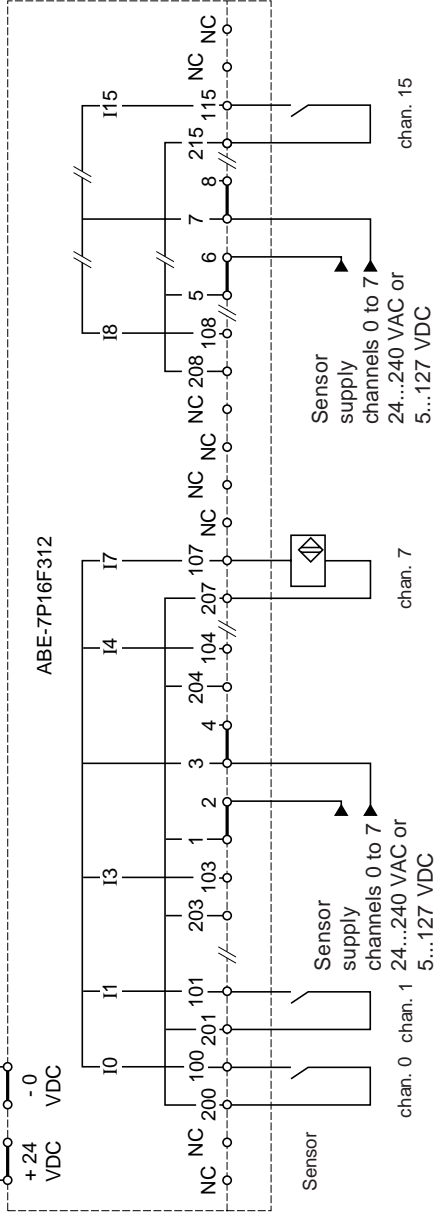 + 24
VDC
- 0
VDC
ABE-7P16F312
I0 I1 I3 I4 I7 I8 I15
NC NC 200 100 201 101 203 103 1 2 3 4 204 104 207 107 NC NC NC NC 208 108 5 6 7 8 215 115 NC NC
Sensor
chan. 0 chan. 1
Sensor
supply
channels 0 to 7
24...240 VAC or
5...127 VDC
chan. 7
Sensor
supply
channels 0 to 7
24...240 VAC or
5...127 VDC
chan. 15